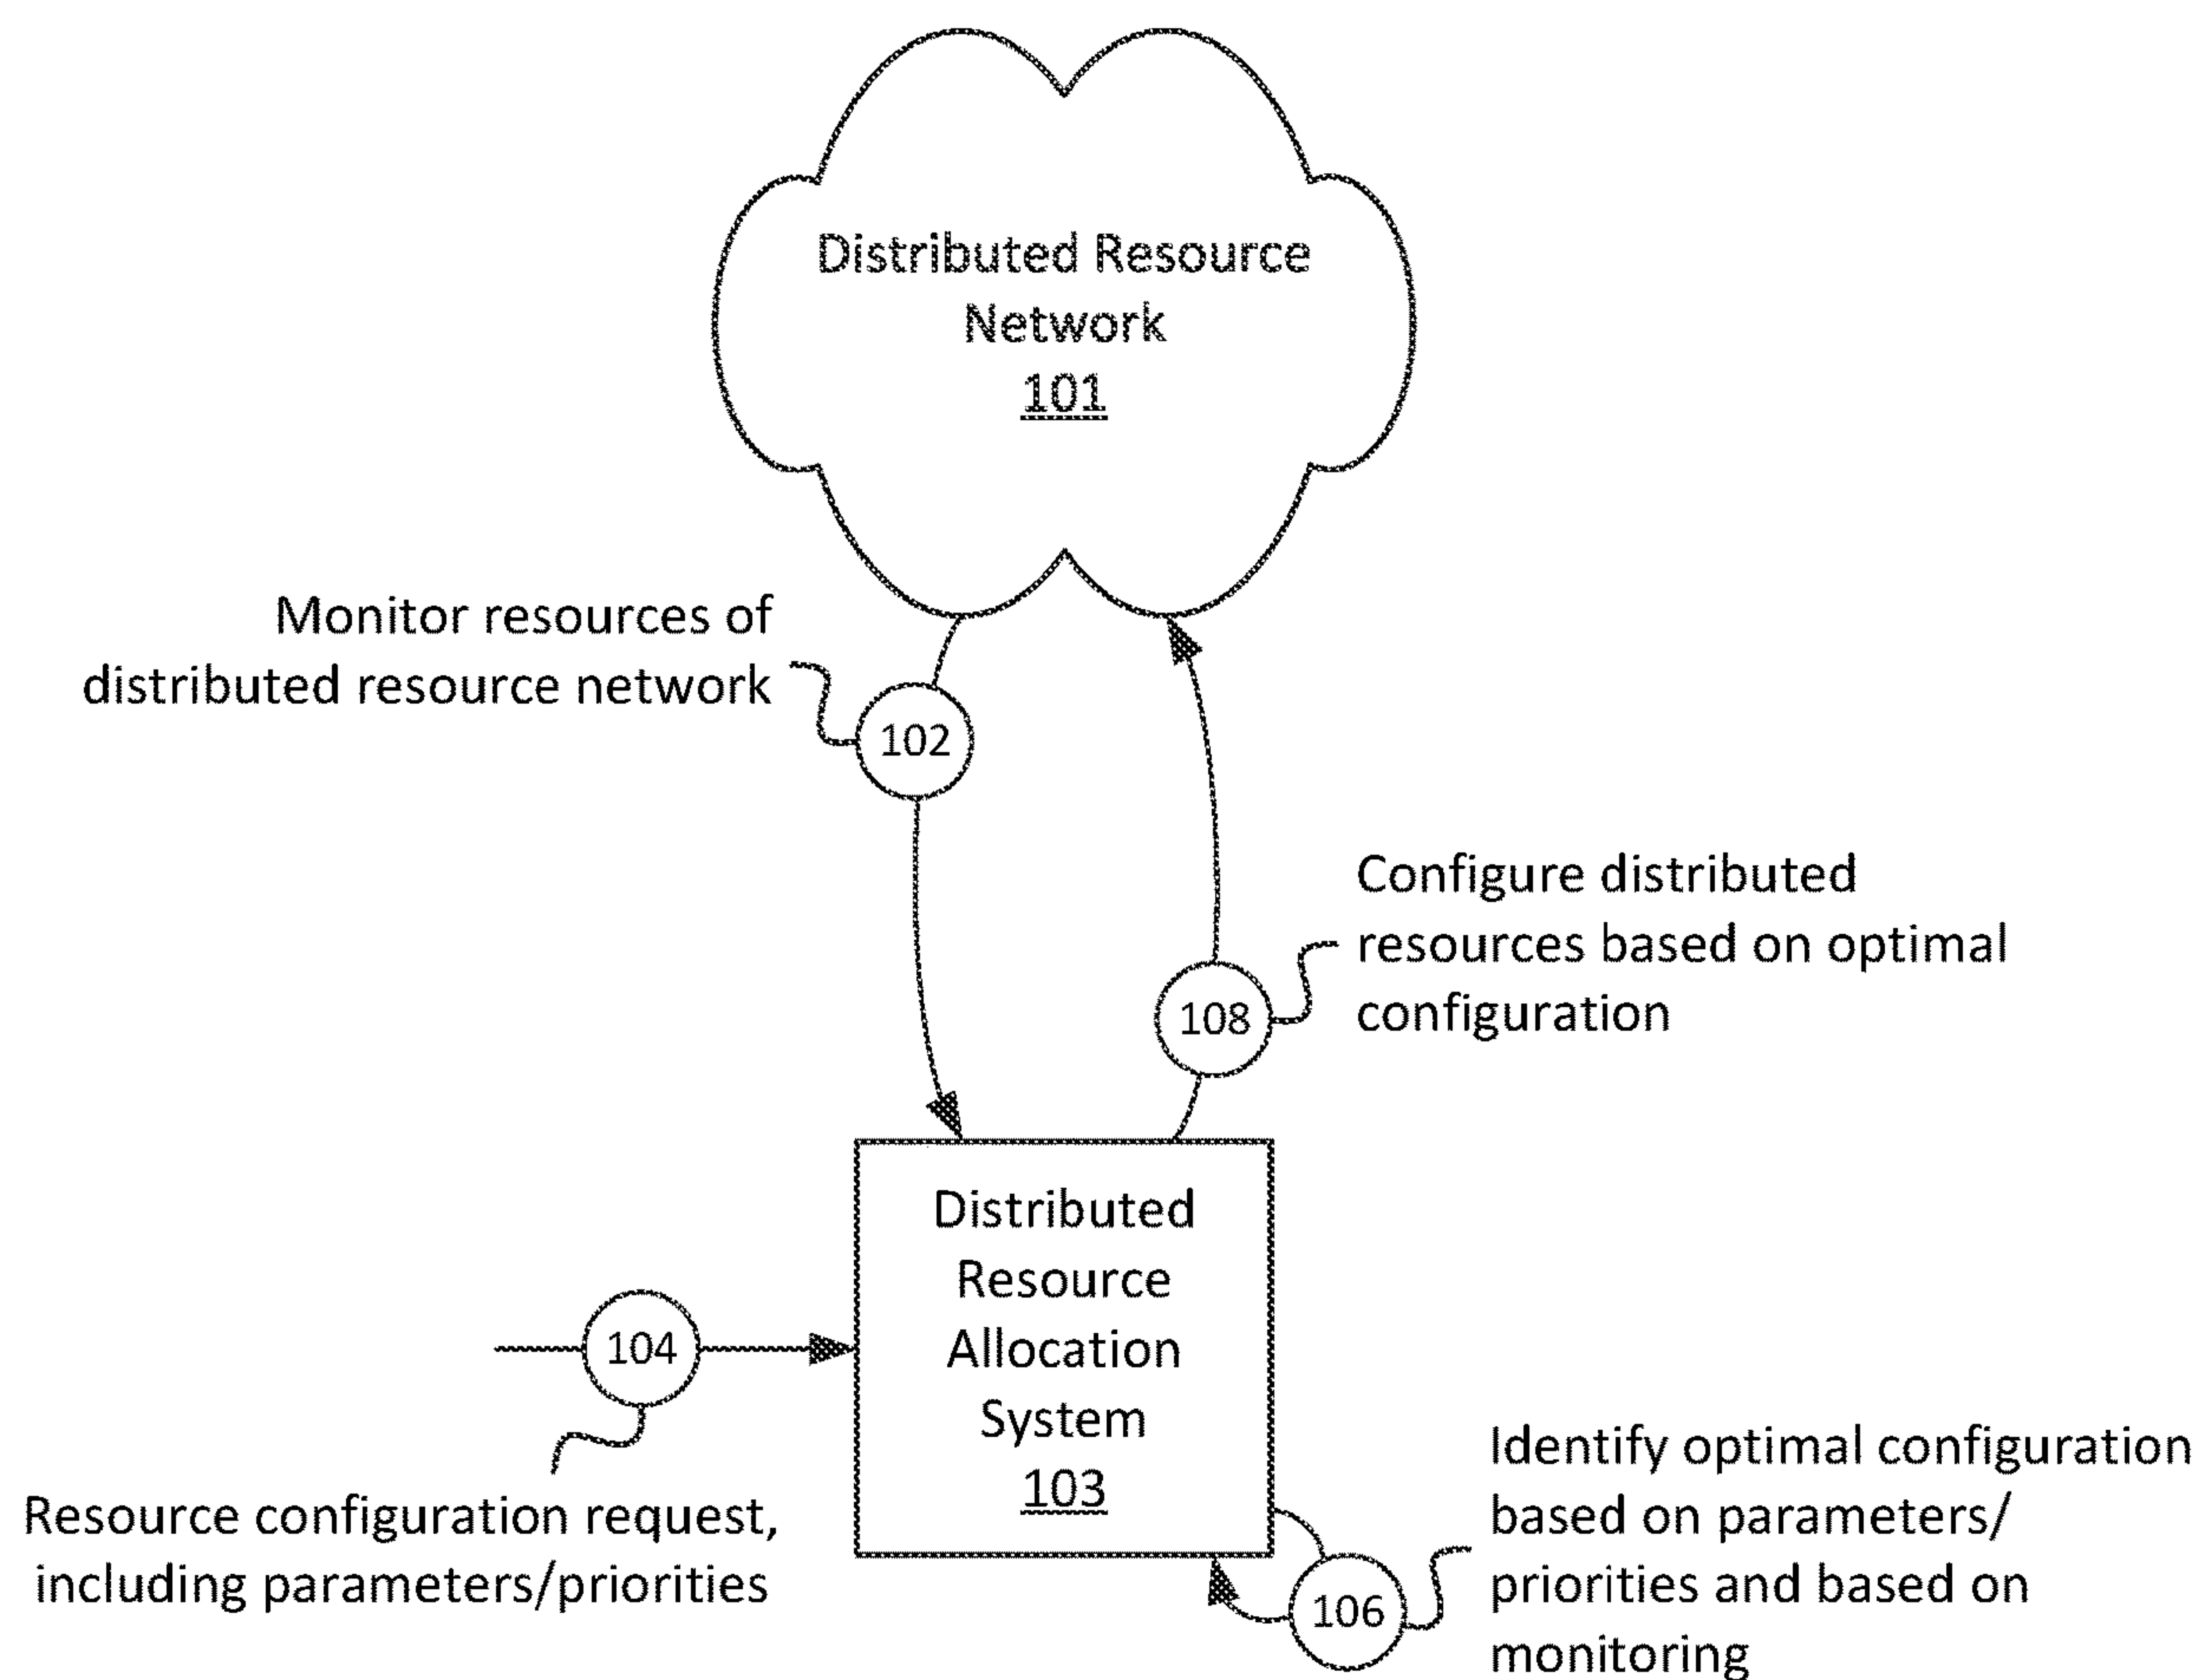 Distributed Resource
Network
101
Monitor resources of
distributed resource network
102
Configure distributed
resources based on optimal
configuration
108
Distributed
Resource
Allocation
System
103
104
Resource configuration request,
including parameters/priorities
Identify optimal configuration
based on parameters/
priorities and based on
monitoring
106